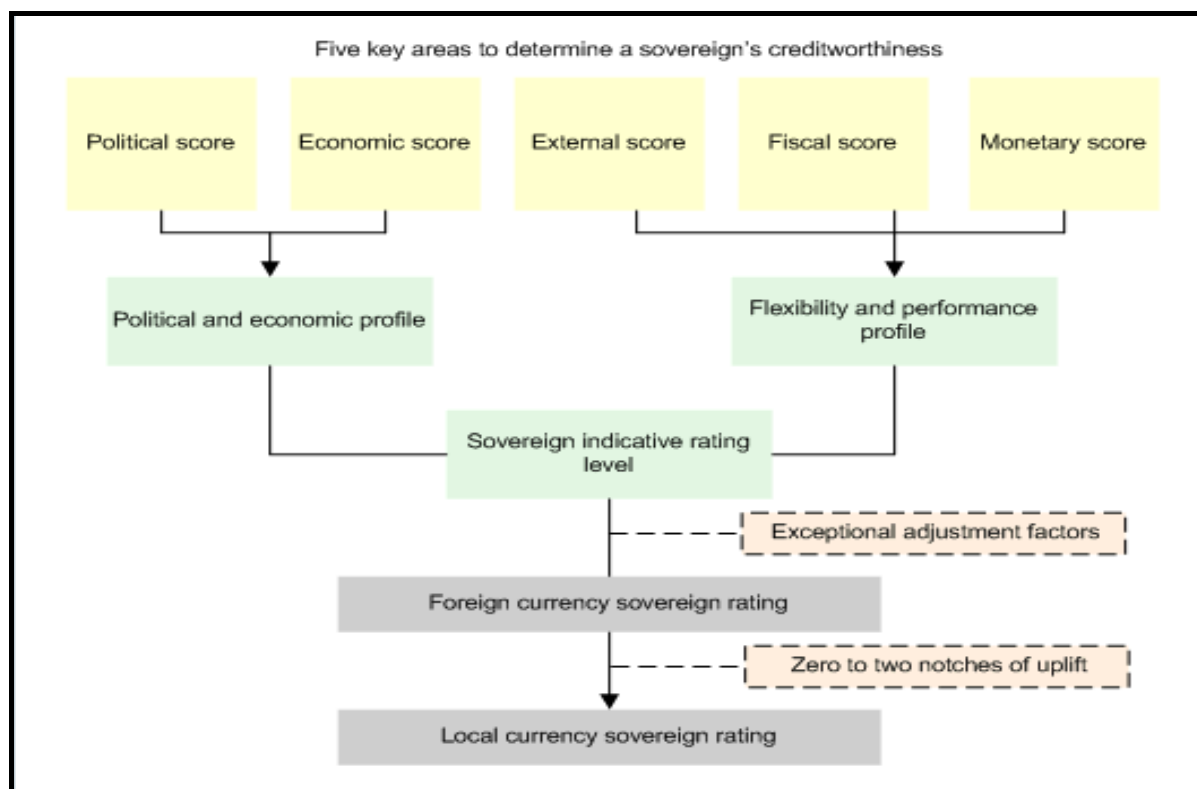 Five key areas to determine a sovereign's creditworthiness
Political score
Economic score
External score
Fiscal score
Monetary score
Political and economic profile
Flexibility and performance
profile
Sovereign indicative rating
level
Exceptional adjustment factors
Foreign currency sovereign rating
Zero to two notches of uplift
Local currency sovereign rating